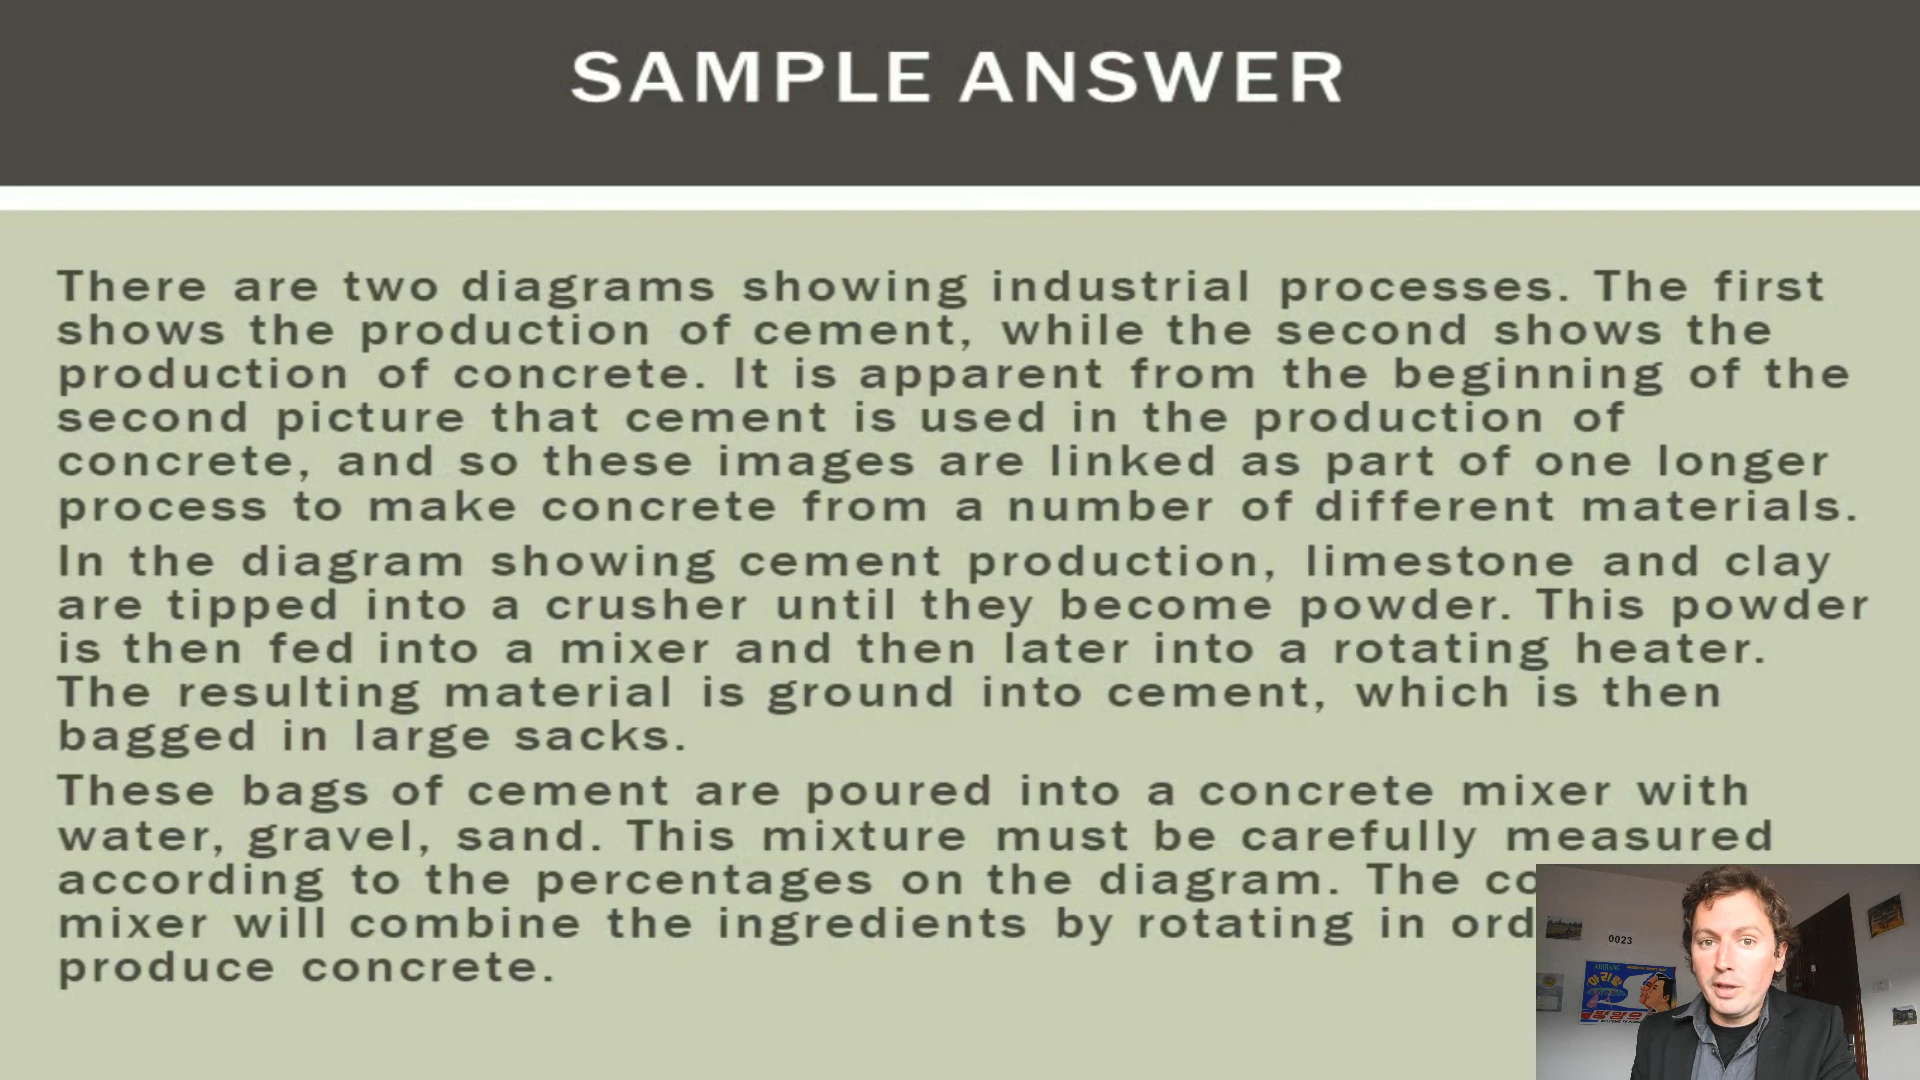 SAMPLE ANSWER
There are two diagrams showing industrial processes. The first
shows the production of cement, while the second shows the
production of concrete. It is apparent from the beginning of the
second picture that cement is used in the production of
concrete, and so these images are linked as part of one longer
process to make concrete from a number of different materials.
In the diagram showing cement production, limestone and clay
are tipped into a crusher until they become powder. This powder
is then fed into a mixer and then later into a rotating heater.
The resulting material is ground into cement, which is then
bagged in large sacks.
These bags of cement are poured into a concrete mixer with
water, gravel, sand. This mixture must be carefully measured
according to the percentages on the diagram. The co
mixer will combine the ingredients by rotating in ord
produce concrete.
0023
아리랑